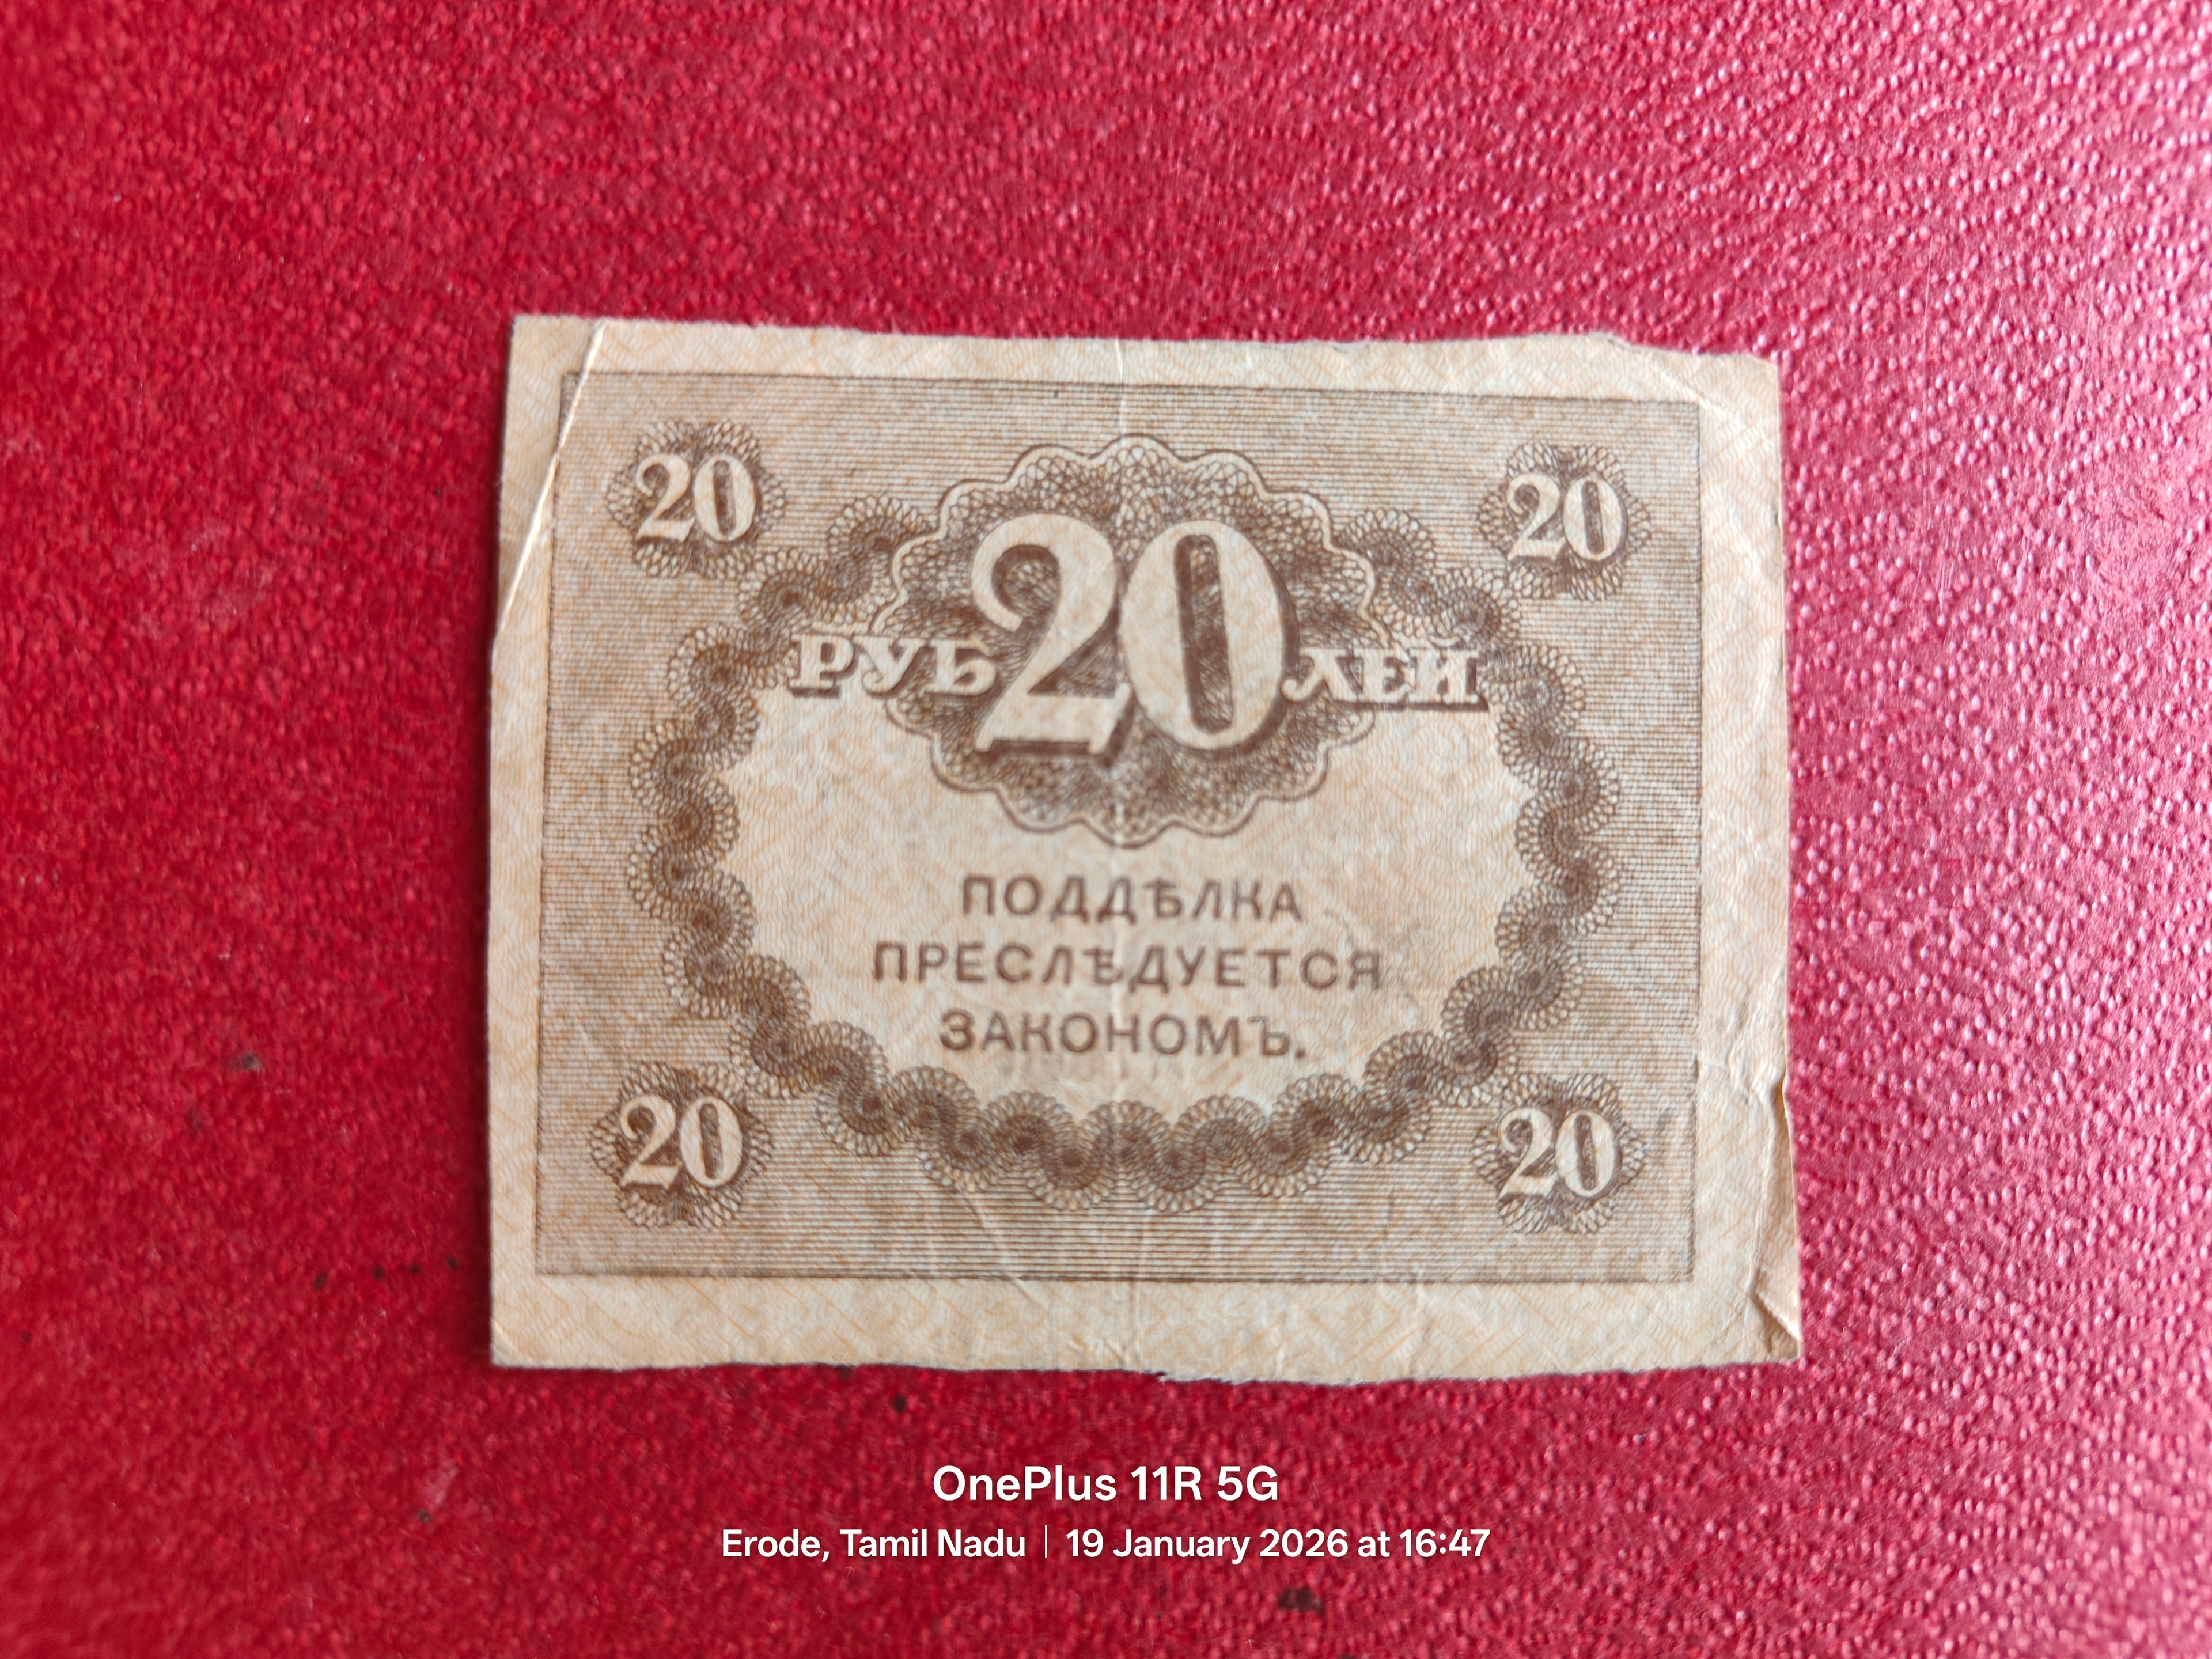 20 20
РУБ 20 ЛЕЙ
ПОДДѢЛКА
ПРЕСЛѢДУЕТСЯ
ЗАКОНОМЪ.
20 20
OnePlus 11R 5G
Erode, Tamil Nadu | 19 January 2026 at 16:47